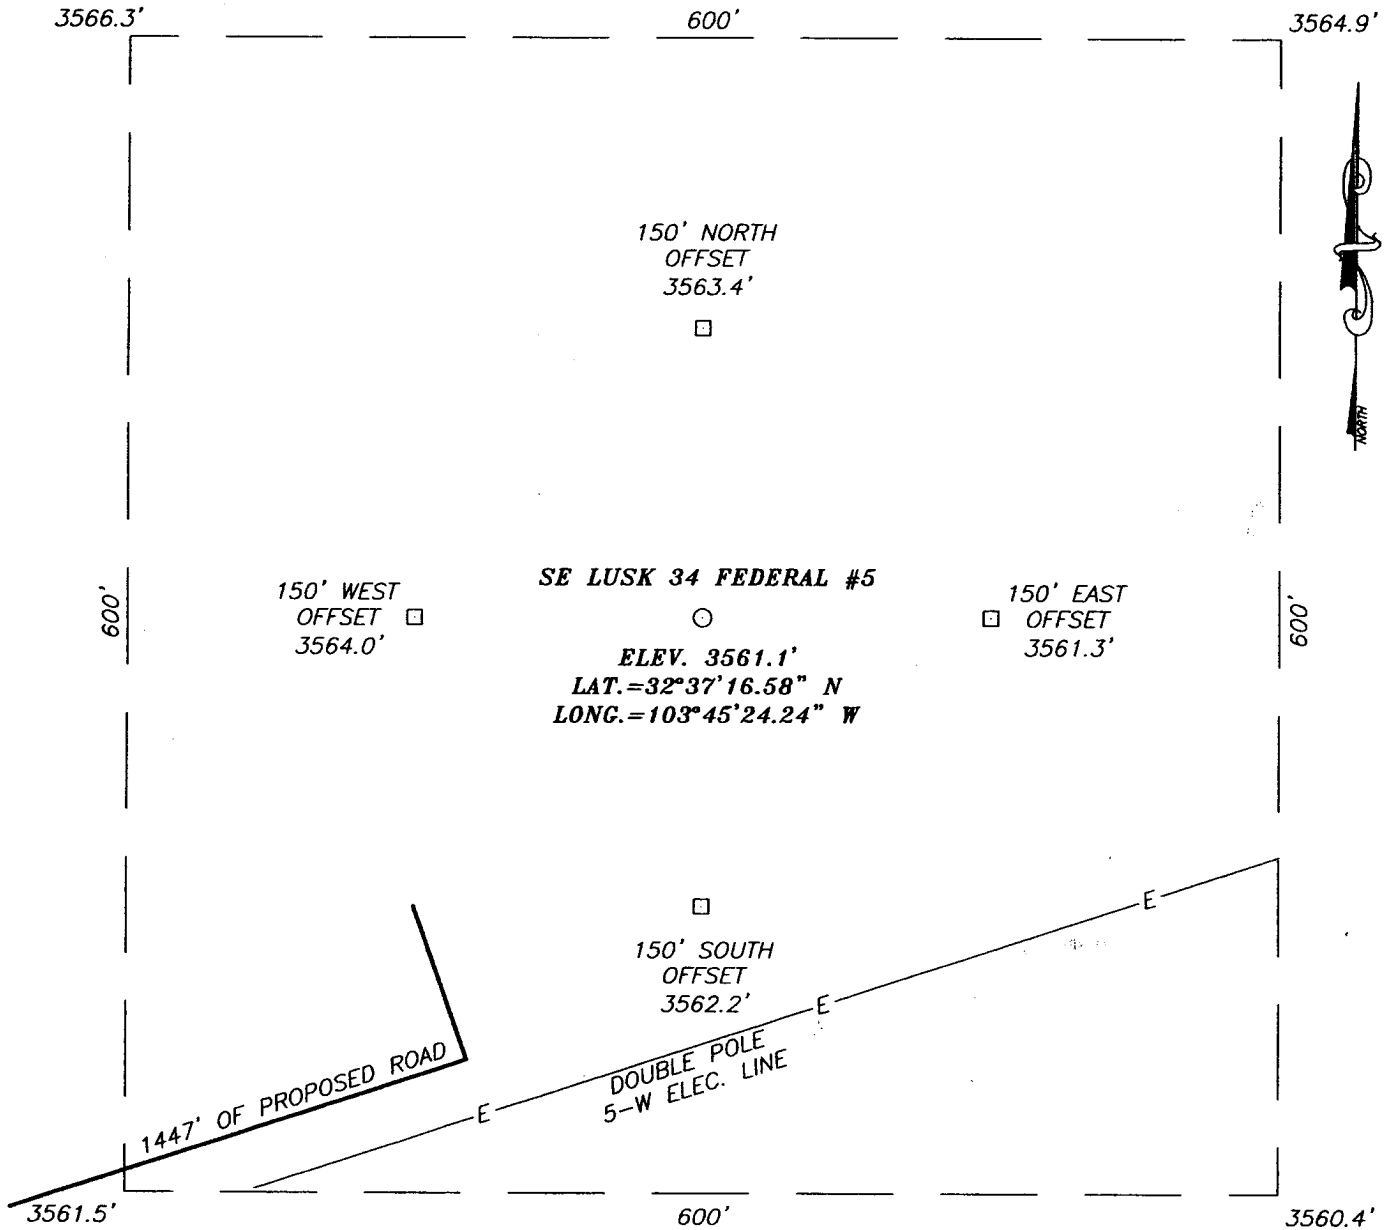 3566.3'
600'
3564.9'
NORTH
150' NORTH
OFFSET
3563.4'
SE LUSK 34 FEDERAL #5
600'
150' WEST
OFFSET
3564.0'
150' EAST
OFFSET
3561.3'
600'
ELEV. 3561.1'
LAT.=32°37'16.58" N
LONG.=103°45'24.24" W
150' SOUTH
OFFSET
3562.2'
E
E
E
DOUBLE POLE
5-W ELEC. LINE
1447' OF PROPOSED ROAD
3561.5'
600'
3560.4'